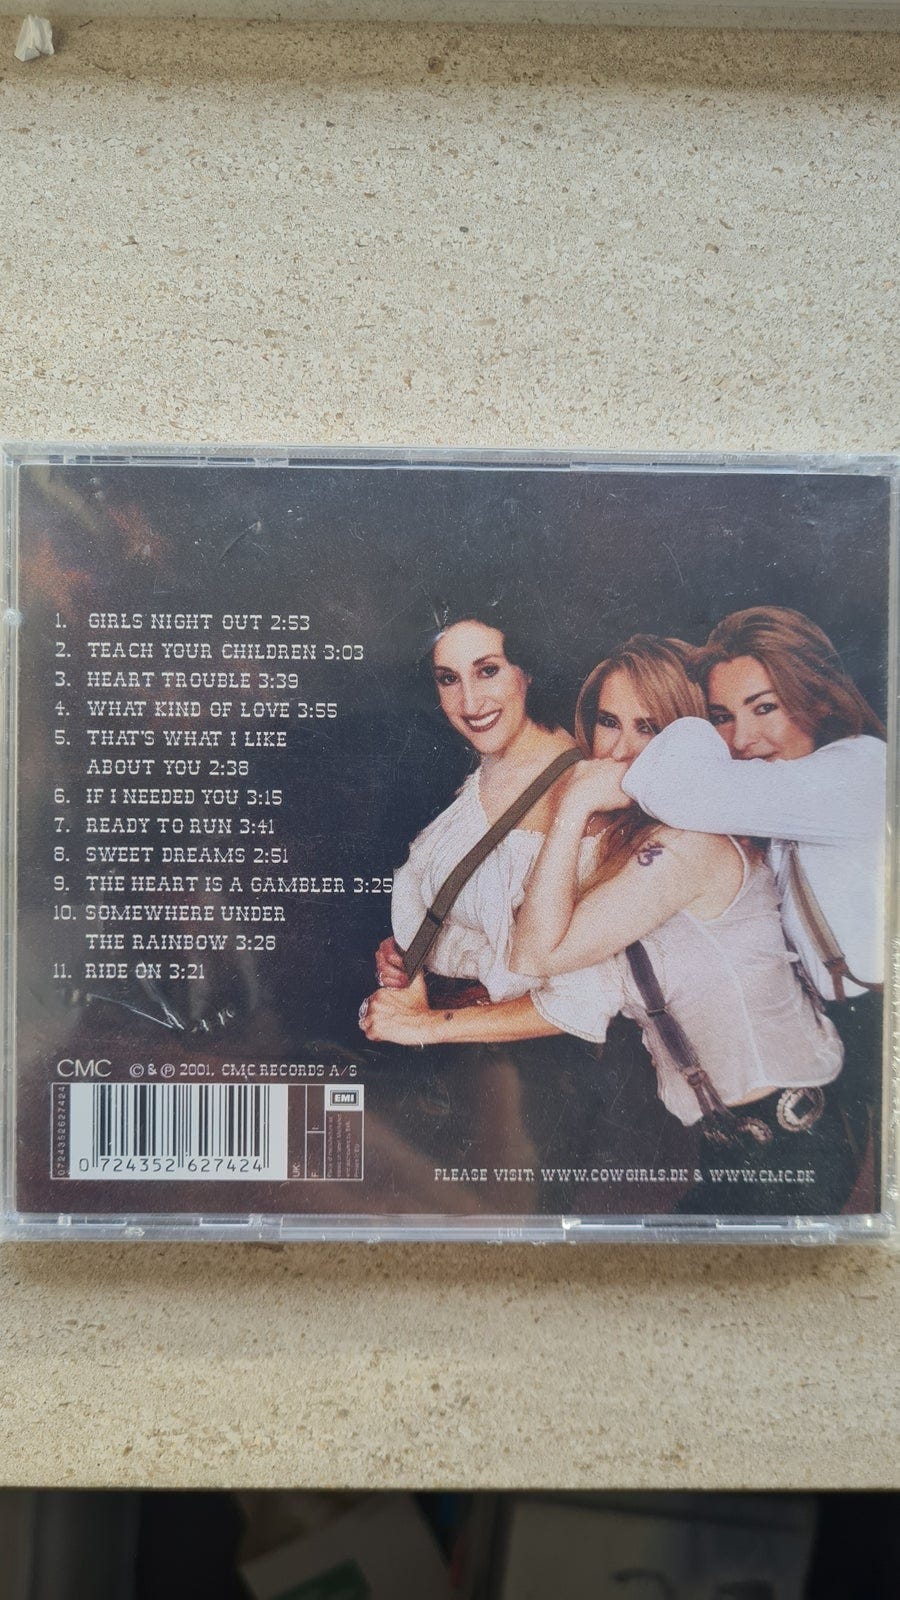 1. GIRLS NIGHT OUT 2:53
2. TEACH YOUR CHILDREN 3:03
3. HEART TROUBLE 3:39
4. WHAT KIND OF LOVE 3:55
5. THAT'S WHAT I LIKE
ABOUT YOU 2:38
6. IF I NEEDED YOU 3:15
7. READY TO RUN 3:41
8. SWEET DREAMS 2:51
9. THE HEART IS A GAMBLER 3:25
10. SOMEWHERE UNDER
THE RAINBOW 3:28
11. RIDE ON 3:21
CMC © & ℗ 2001, CMC RECORDS A/S
0724352627424
EMI
UK:
F:
0 724352 627424
PLEASE VISIT: WWW.COWGIRLS.DK & WWW.CMC.DK